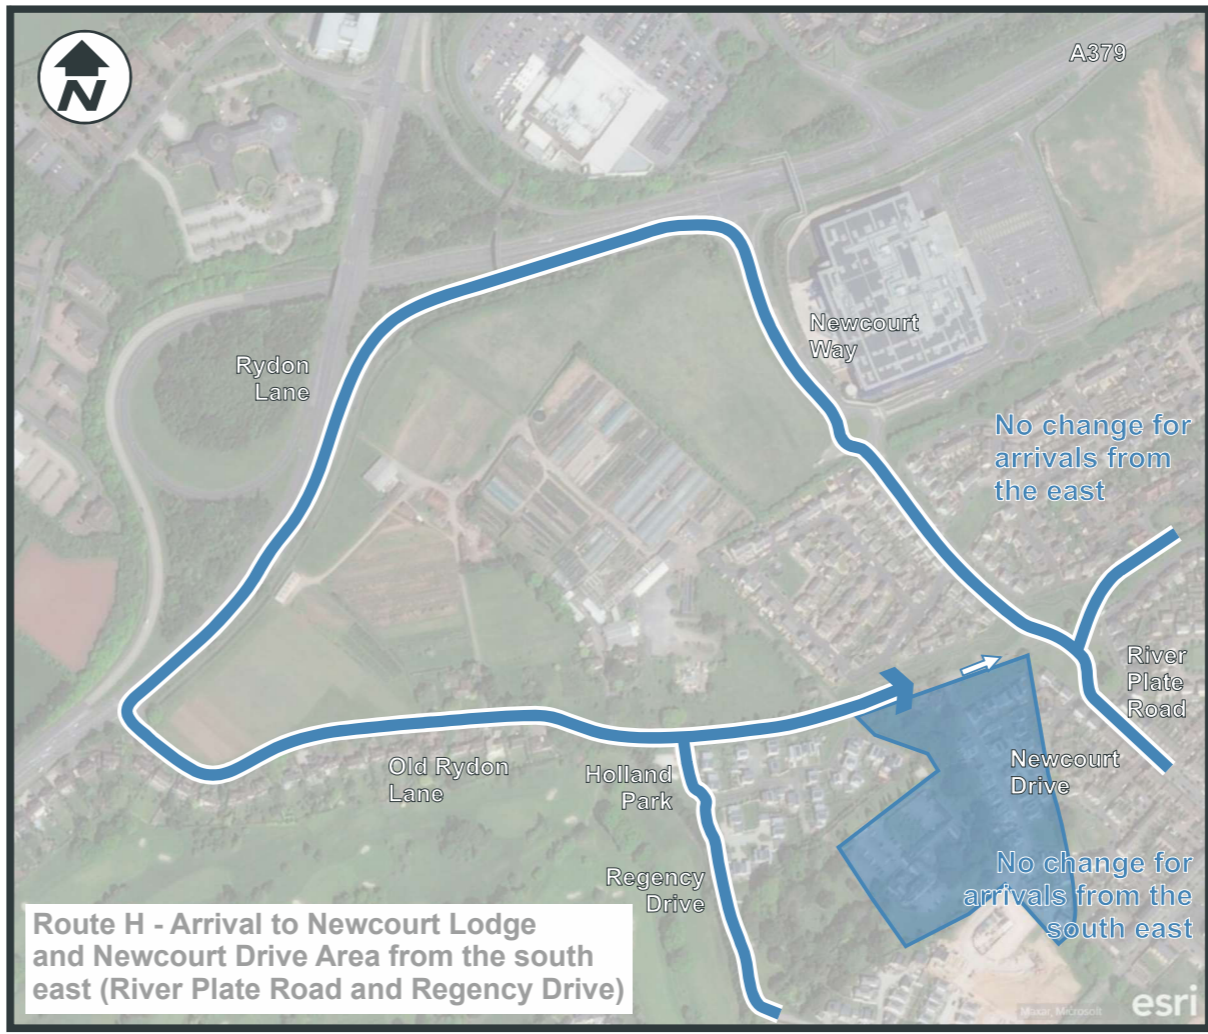 N
A379
Rydon
Lane
Newcourt
Way
No change for
arrivals from
the east
River
Plate
Road
Old Rydon
Lane
Holland
Park
Newcourt
Drive
Regency
Drive
No change for
arrivals from the
south east
Route H - Arrival to Newcourt Lodge
and Newcourt Drive Area from the south
east (River Plate Road and Regency Drive)
Maxar, Microsoft
esri